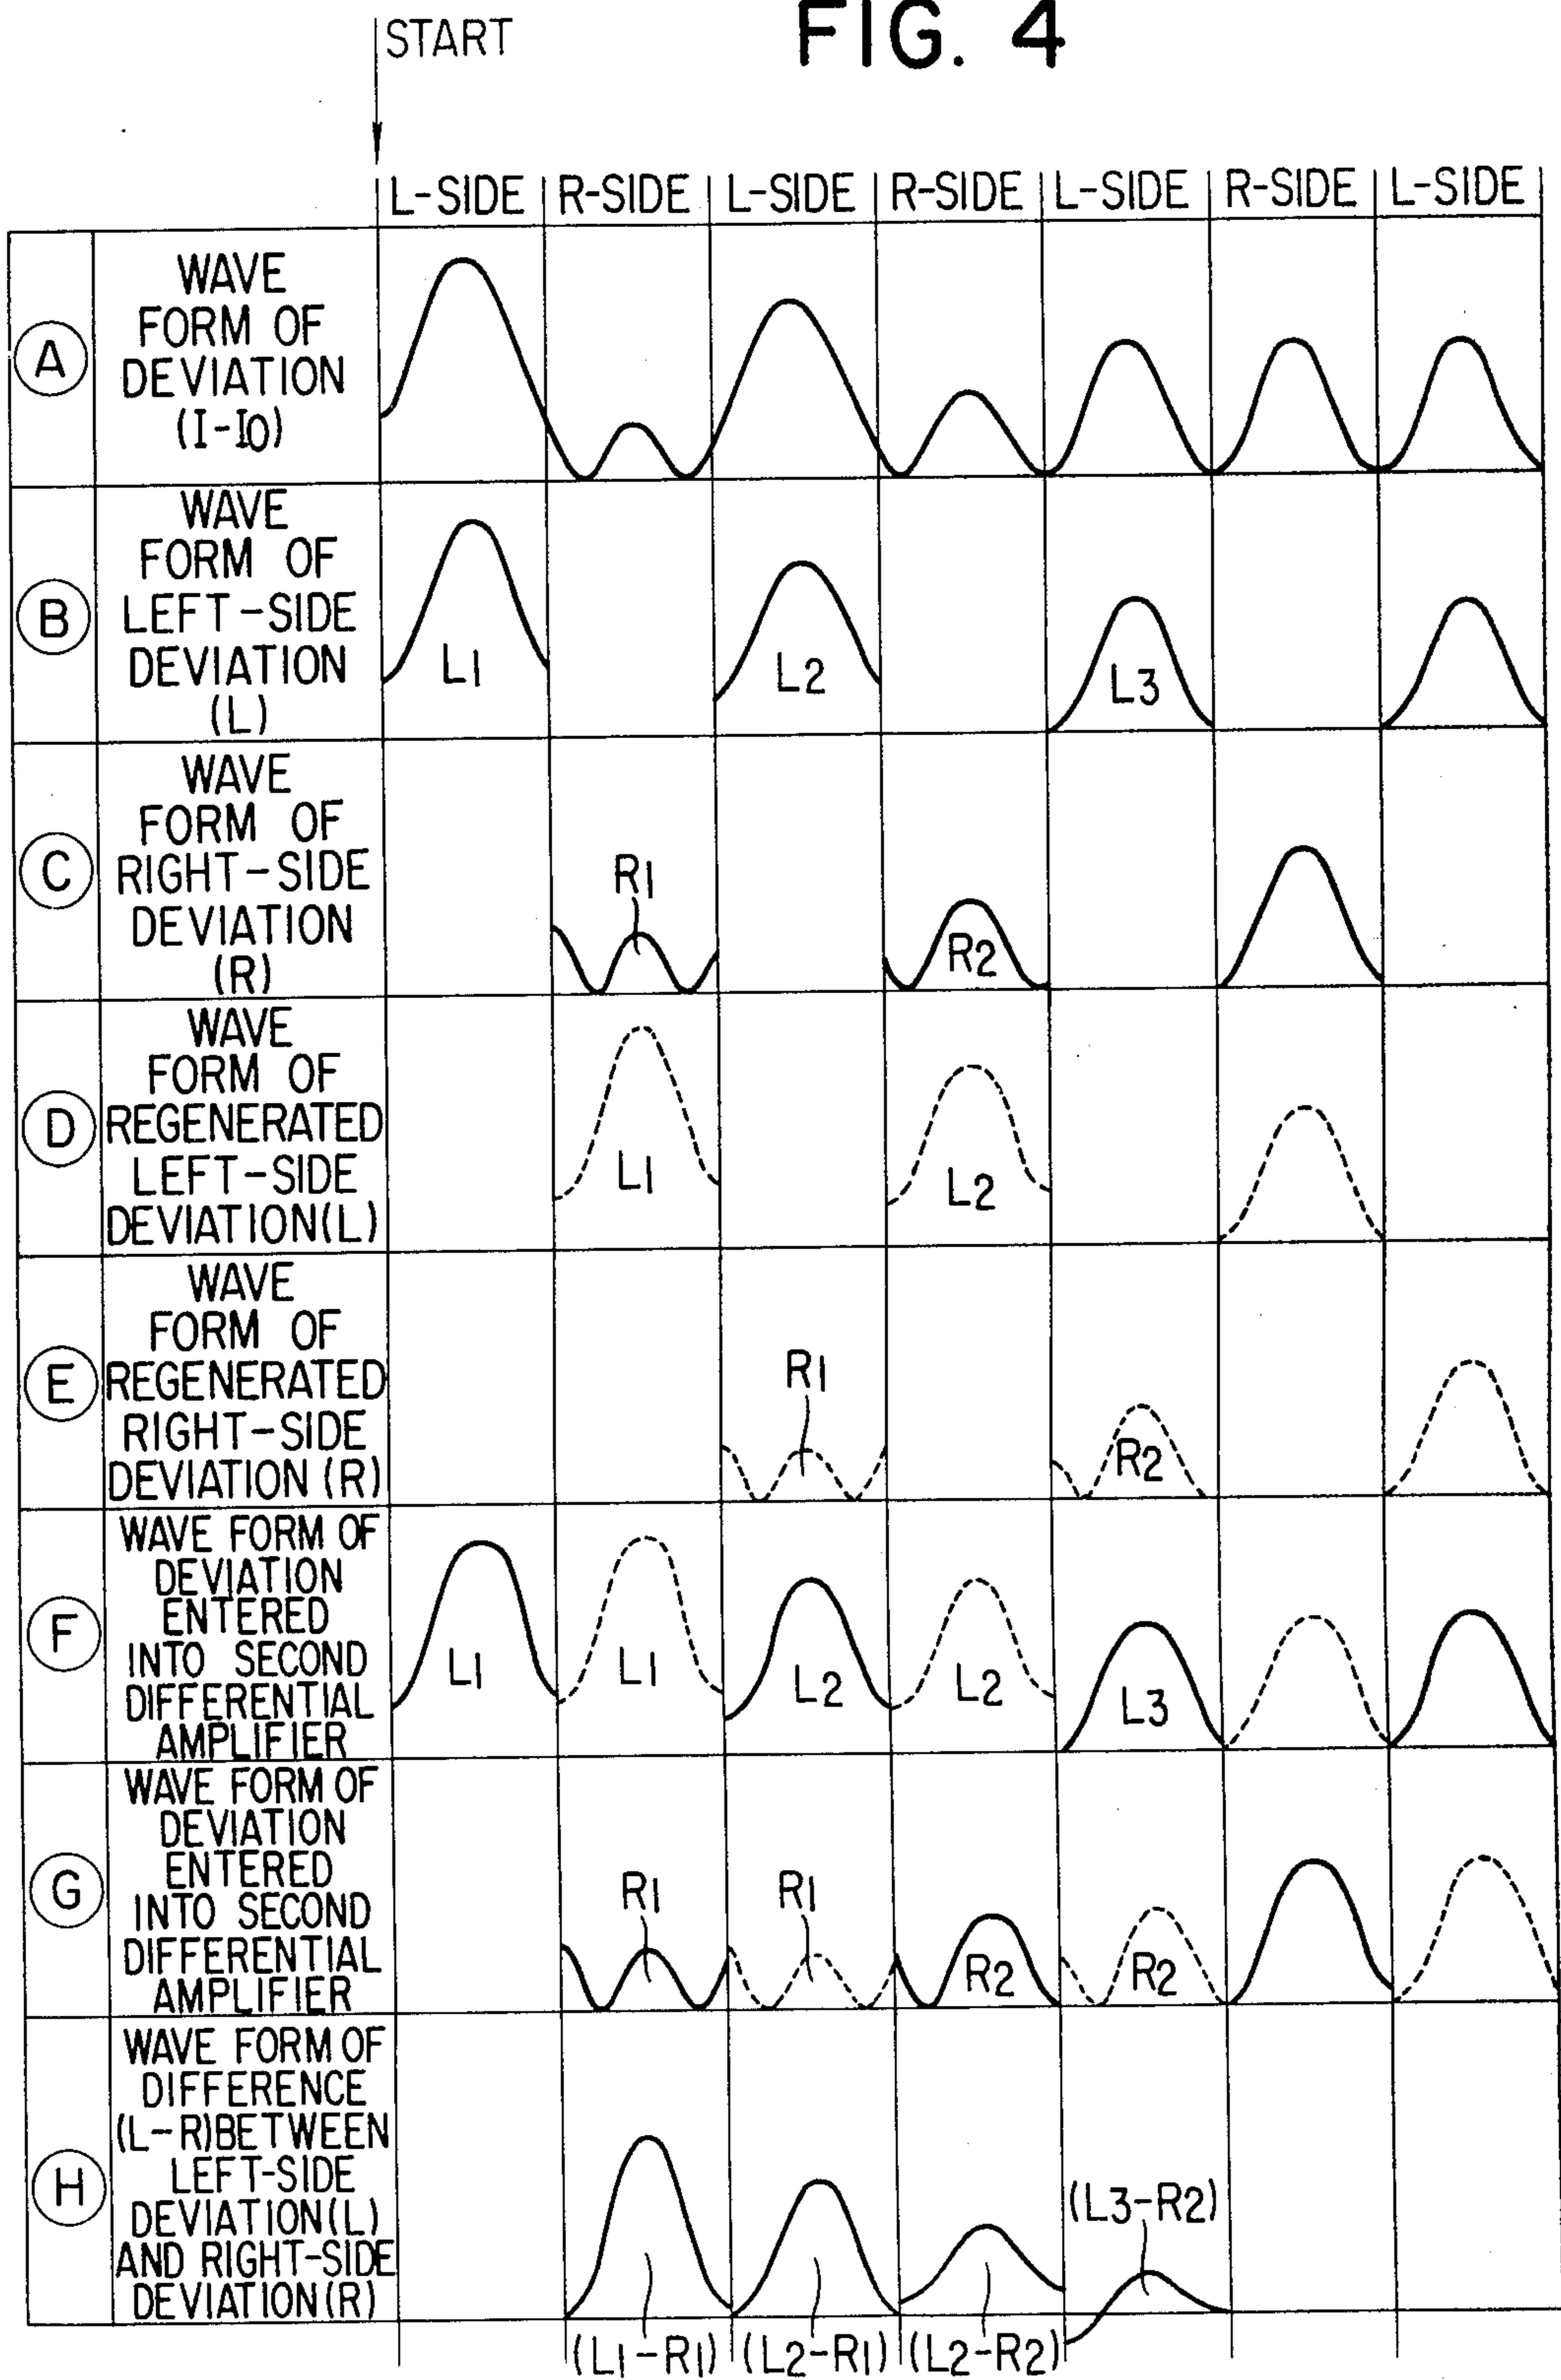 FIG. 4
START
L-SIDE R-SIDE L-SIDE R-SIDE L-SIDE R-SIDE L-SIDE
A
WAVE
FORM OF
DEVIATION
(I-I0)
B
WAVE
FORM OF
LEFT-SIDE
DEVIATION
(L)
L1
L2
L3
C
WAVE
FORM OF
RIGHT-SIDE
DEVIATION
(R)
R1
R2
D
WAVE
FORM OF
REGENERATED
LEFT-SIDE
DEVIATION(L)
L1
L2
E
WAVE
FORM OF
REGENERATED
RIGHT-SIDE
DEVIATION (R)
R1
R2
F
WAVE FORM OF
DEVIATION
ENTERED
INTO SECOND
DIFFERENTIAL
AMPLIFIER
L1
L1
L2
L2
L3
G
WAVE FORM OF
DEVIATION
ENTERED
INTO SECOND
DIFFERENTIAL
AMPLIFIER
R1
R1
R2
R2
H
WAVE FORM OF
DIFFERENCE
(L-R)BETWEEN
LEFT-SIDE
DEVIATION(L)
AND RIGHT-SIDE
DEVIATION(R)
(L3-R2)
(L1-R1) (L2-R1) (L2-R2)